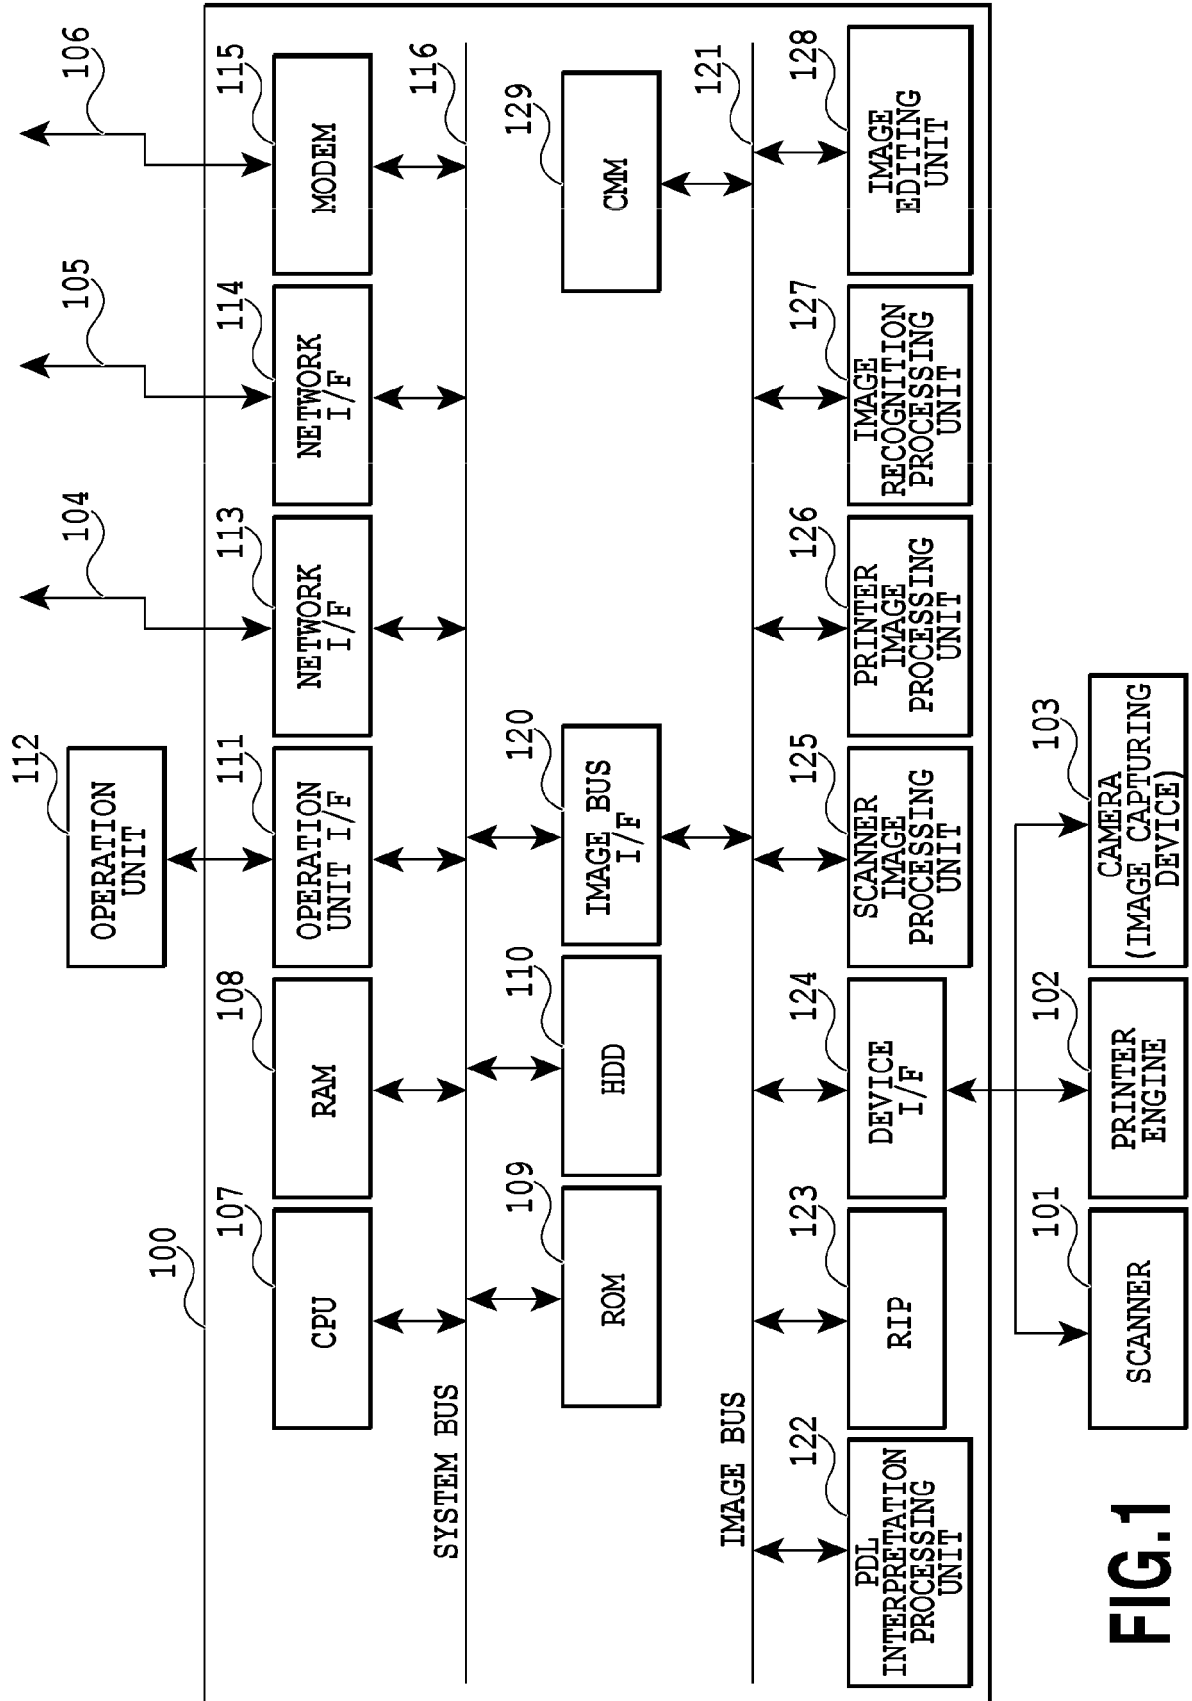 100
112
OPERATION
UNIT
104
105
106
107
CPU
108
RAM
111
OPERATION
UNIT I/F
113
NETWORK
I/F
114
NETWORK
I/F
115
MODEM
SYSTEM BUS
116
109
ROM
110
HDD
120
IMAGE BUS
I/F
129
CMM
IMAGE BUS
121
122
PDL
INTERPRETATION
PROCESSING
UNIT
123
RIP
124
DEVICE
I/F
125
SCANNER
IMAGE
PROCESSING
UNIT
126
PRINTER
IMAGE
PROCESSING
UNIT
127
IMAGE
RECOGNITION
PROCESSING
UNIT
128
IMAGE
EDITING
UNIT
101
SCANNER
102
PRINTER
ENGINE
103
CAMERA
(IMAGE CAPTURING
DEVICE)
FIG.1